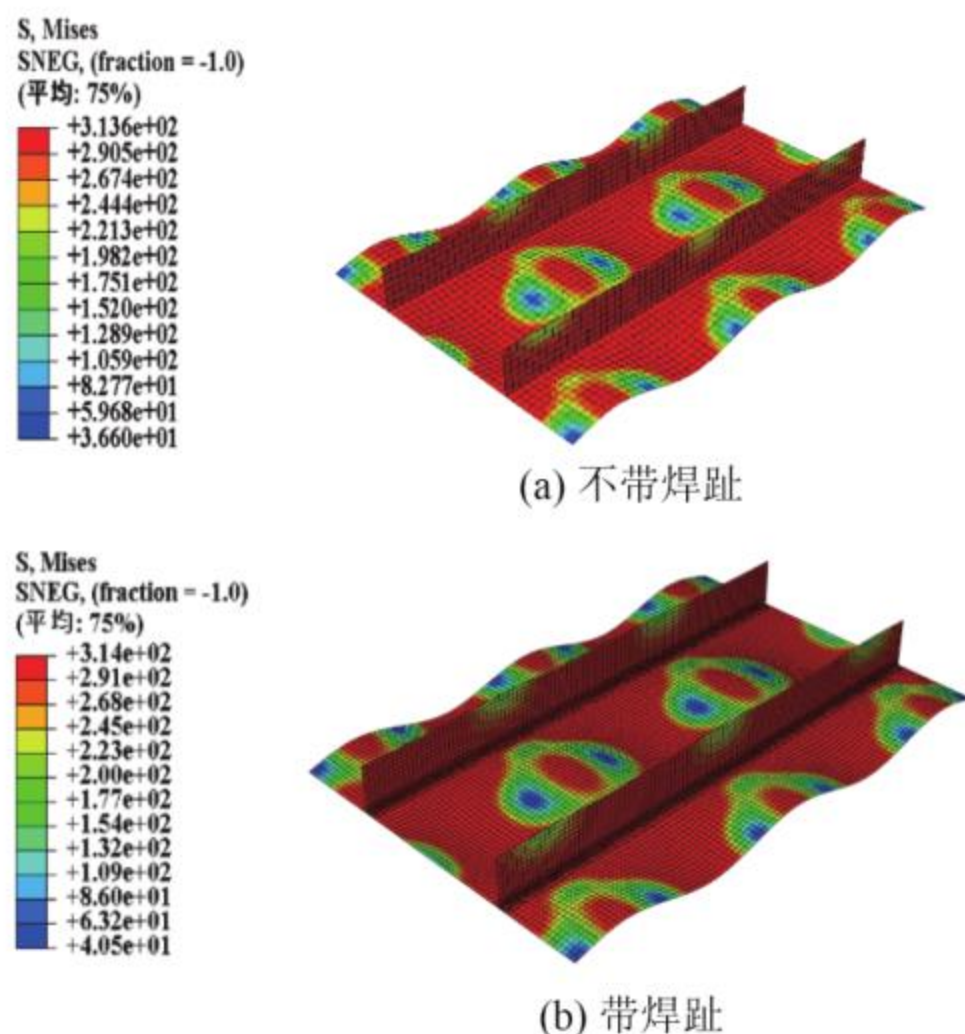 S, Mises
SNEG, (fraction = -1.0)
(平均: 75%)
+3.136e+02
+2.905e+02
+2.674e+02
+2.444e+02
+2.213e+02
+1.982e+02
+1.751e+02
+1.520e+02
+1.289e+02
+1.059e+02
+8.277e+01
+5.968e+01
+3.660e+01
(a) 不带焊趾
S, Mises
SNEG, (fraction = -1.0)
(平均: 75%)
+3.14e+02
+2.91e+02
+2.68e+02
+2.45e+02
+2.23e+02
+2.00e+02
+1.77e+02
+1.54e+02
+1.32e+02
+1.09e+02
+8.60e+01
+6.32e+01
+4.05e+01
(b) 带焊趾